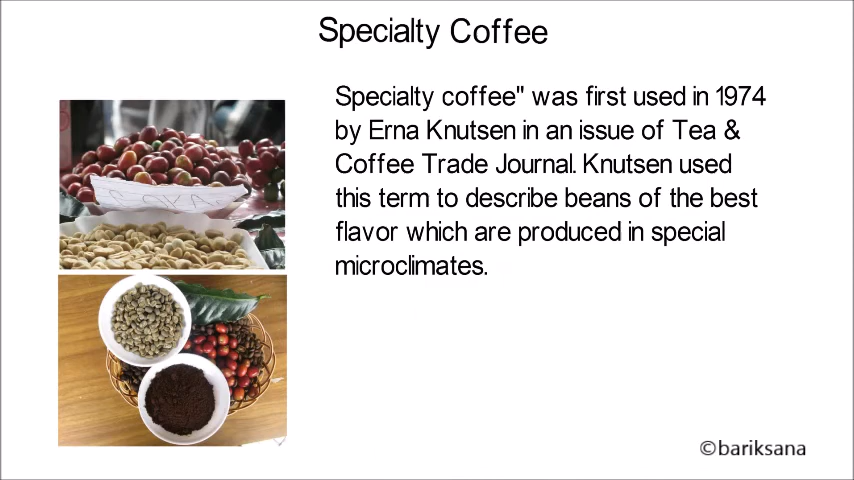 Specialty Coffee
Specialty coffee" was first used in 1974
by Erna Knutsen in an issue of Tea &
Coffee Trade Journal. Knutsen used
this term to describe beans of the best
flavor which are produced in special
microclimates.
©bariksana